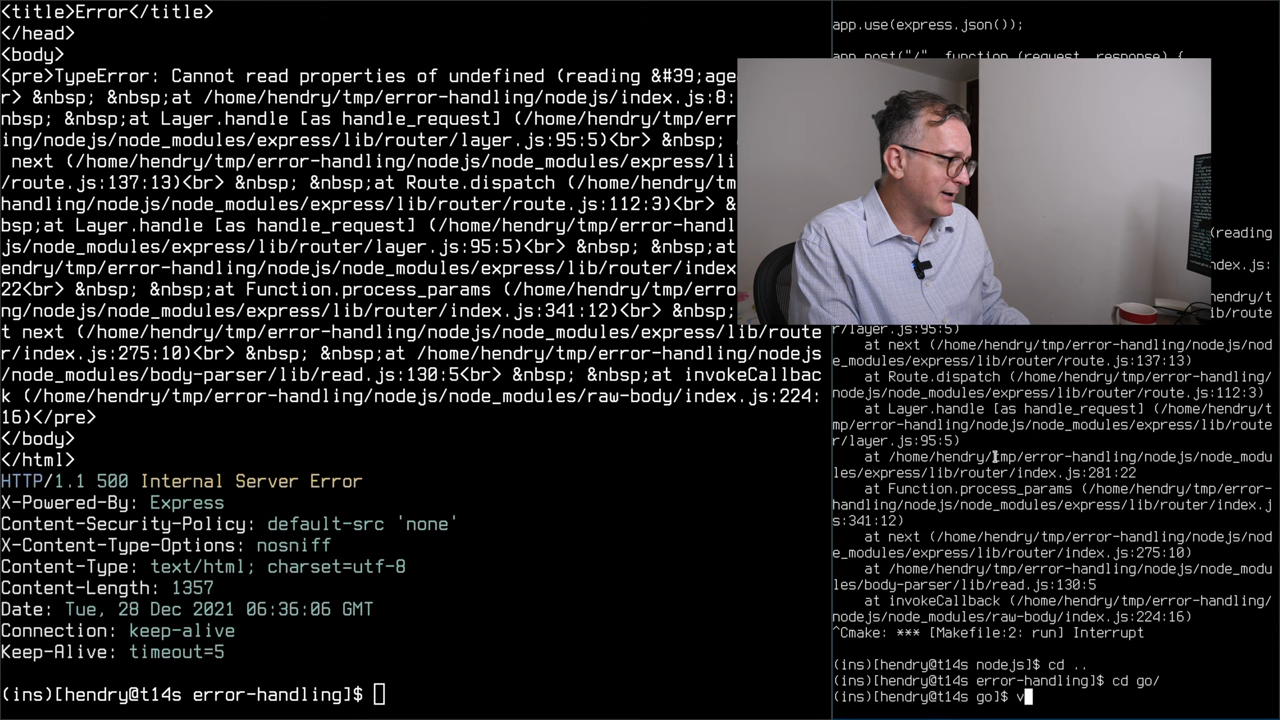 <title>Error</title>
</head>
<body>
<pre>TypeError: Cannot read properties of undefined (reading &#39;age
r> &nbsp; &nbsp;at /home/hendry/tmp/error-handling/nodejs/index.js:8:
nbsp; &nbsp;at Layer.handle [as handle_request] (/home/hendry/tmp/err
ing/nodejs/node_modules/express/lib/router/layer.js:95:5)<br> &nbsp;
next (/home/hendry/tmp/error-handling/nodejs/node_modules/express/li
/route.js:137:13)<br> &nbsp; &nbsp;at Route.dispatch (/home/hendry/tm
handling/nodejs/node_modules/express/lib/router/route.js:112:3)<br> &
bsp;at Layer.handle [as handle_request] (/home/hendry/tmp/error-handl
js/node_modules/express/lib/router/layer.js:95:5)<br> &nbsp; &nbsp;at
endry/tmp/error-handling/nodejs/node_modules/express/lib/router/index
22<br> &nbsp; &nbsp;at Function.process_params (/home/hendry/tmp/erro
ng/nodejs/node_modules/express/lib/router/index.js:341:12)<br> &nbsp;
t next (/home/hendry/tmp/error-handling/nodejs/node_modules/express/lib/route
r/index.js:275:10)<br> &nbsp; &nbsp;at /home/hendry/tmp/error-handling/nodejs
/node_modules/body-parser/lib/read.js:130:5<br> &nbsp; &nbsp;at invokeCallbac
k (/home/hendry/tmp/error-handling/nodejs/node_modules/raw-body/index.js:224:
16)</pre>
</body>
</html>
HTTP/1.1 500 Internal Server Error
X-Powered-By: Express
Content-Security-Policy: default-src 'none'
X-Content-Type-Options: nosniff
Content-Type: text/html; charset=utf-8
Content-Length: 1357
Date: Tue, 28 Dec 2021 06:36:06 GMT
Connection: keep-alive
Keep-Alive: timeout=5
(ins)[hendry@t14s error-handling]$
app.use(express.json());
app.post("/", function (request, response) {
(reading
ndex.js:
hendry/t
ib/route
r/layer.js:95:5)
at next (/home/hendry/tmp/error-handling/nodejs/nod
e_modules/express/lib/router/route.js:137:13)
at Route.dispatch (/home/hendry/tmp/error-handling/
nodejs/node_modules/express/lib/router/route.js:112:3)
at Layer.handle [as handle_request] (/home/hendry/t
mp/error-handling/nodejs/node_modules/express/lib/route
r/layer.js:95:5)
at /home/hendry/tmp/error-handling/nodejs/node_modu
les/express/lib/router/index.js:281:22
at Function.process_params (/home/hendry/tmp/error-
handling/nodejs/node_modules/express/lib/router/index.j
s:341:12)
at next (/home/hendry/tmp/error-handling/nodejs/nod
e_modules/express/lib/router/index.js:275:10)
at /home/hendry/tmp/error-handling/nodejs/node_modu
les/body-parser/lib/read.js:130:5
at invokeCallback (/home/hendry/tmp/error-handling/
nodejs/node_modules/raw-body/index.js:224:16)
^Cmake: *** [Makefile:2: run] Interrupt
(ins)[hendry@t14s nodejs]$ cd ..
(ins)[hendry@t14s error-handling]$ cd go/
(ins)[hendry@t14s go]$ v